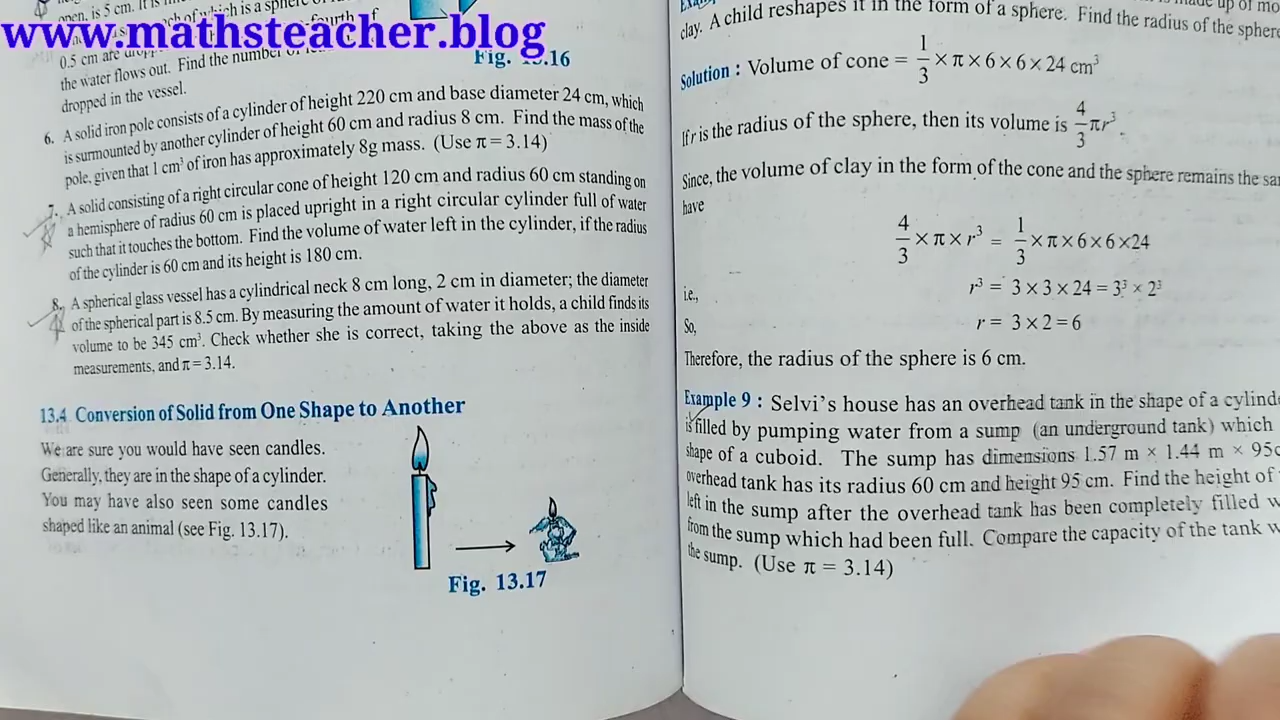 open, is 5 cm. It is
which is a sphere of
www.mathsteacher.blog
0.5 cm are
the water flows out. Find the number of
dropped in the vessel.
Fig. 13.16
6. A solid iron pole consists of a cylinder of height 220 cm and base diameter 24 cm, which
is surmounted by another cylinder of height 60 cm and radius 8 cm. Find the mass of the
pole, given that 1 cm³ of iron has approximately 8g mass. (Use π = 3.14)
7. A solid consisting of a right circular cone of height 120 cm and radius 60 cm standing on
a hemisphere of radius 60 cm is placed upright in a right circular cylinder full of water
such that it touches the bottom. Find the volume of water left in the cylinder, if the radius
of the cylinder is 60 cm and its height is 180 cm.
8. A spherical glass vessel has a cylindrical neck 8 cm long, 2 cm in diameter; the diameter
of the spherical part is 8.5 cm. By measuring the amount of water it holds, a child finds its
volume to be 345 cm³. Check whether she is correct, taking the above as the inside
measurements, and π = 3.14.
13.4 Conversion of Solid from One Shape to Another
We are sure you would have seen candles.
Generally, they are in the shape of a cylinder.
You may have also seen some candles
shaped like an animal (see Fig. 13.17).
Fig. 13.17
made up of
clay. A child reshapes it in the form of a sphere. Find the radius of the sphere
Solution : Volume of cone = 1/3 × π × 6 × 6 × 24 cm³
If r is the radius of the sphere, then its volume is 4/3 πr³.
Since, the volume of clay in the form of the cone and the sphere remains the
have
4/3 × π × r³ = 1/3 × π × 6 × 6 × 24
i.e., r³ = 3 × 3 × 24 = 3³ × 2³
So, r = 3 × 2 = 6
Therefore, the radius of the sphere is 6 cm.
Example 9 : Selvi's house has an overhead tank in the shape of a
is filled by pumping water from a sump (an underground tank) which
shape of a cuboid. The sump has dimensions 1.57 m × 1.44 m × 95
overhead tank has its radius 60 cm and height 95 cm. Find the height of
left in the sump after the overhead tank has been completely filled
from the sump which had been full. Compare the capacity of the tank
the sump. (Use π = 3.14)